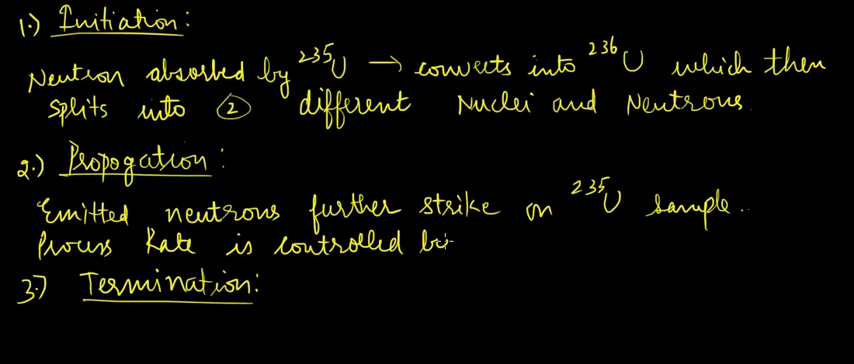 1.) Initiation:
Neutron absorbed by ²³⁵U → converts into ²³⁶U which then
splits into ② different Nuclei and Neutrons.
2.) Propogation:
Emitted neutrons further strike on ²³⁵U sample..
Process Rate is controlled
3.) Termination: